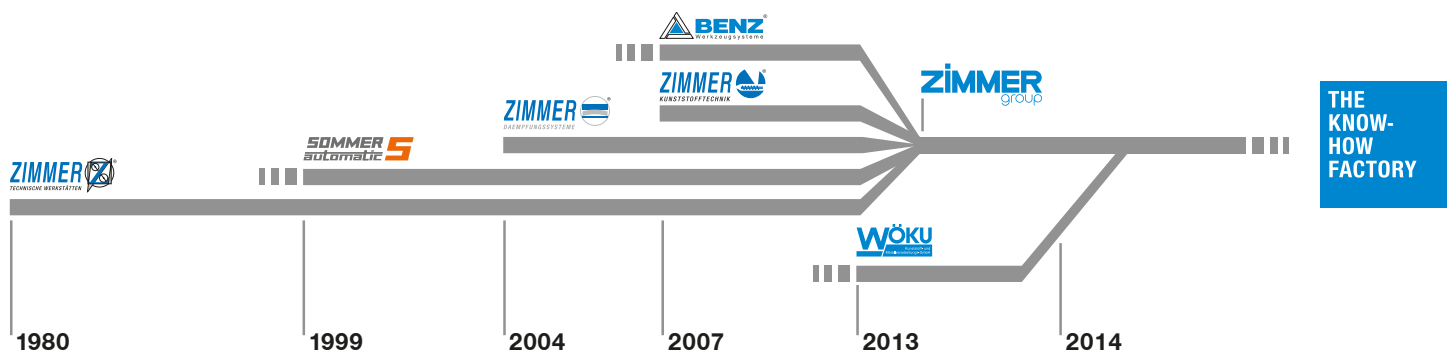 BENZ
Werkzeugsysteme
ZIMMER
KUNSTSTOFFTECHNIK
ZIMMER
group
ZIMMER
DAEMPFUNGSSYSTEME
SOMMER
automatic
ZIMMER
TECHNISCHE WERKSTÄTTEN
WÖKU
THE
KNOW-
HOW
FACTORY
1980
1999
2004
2007
2013
2014